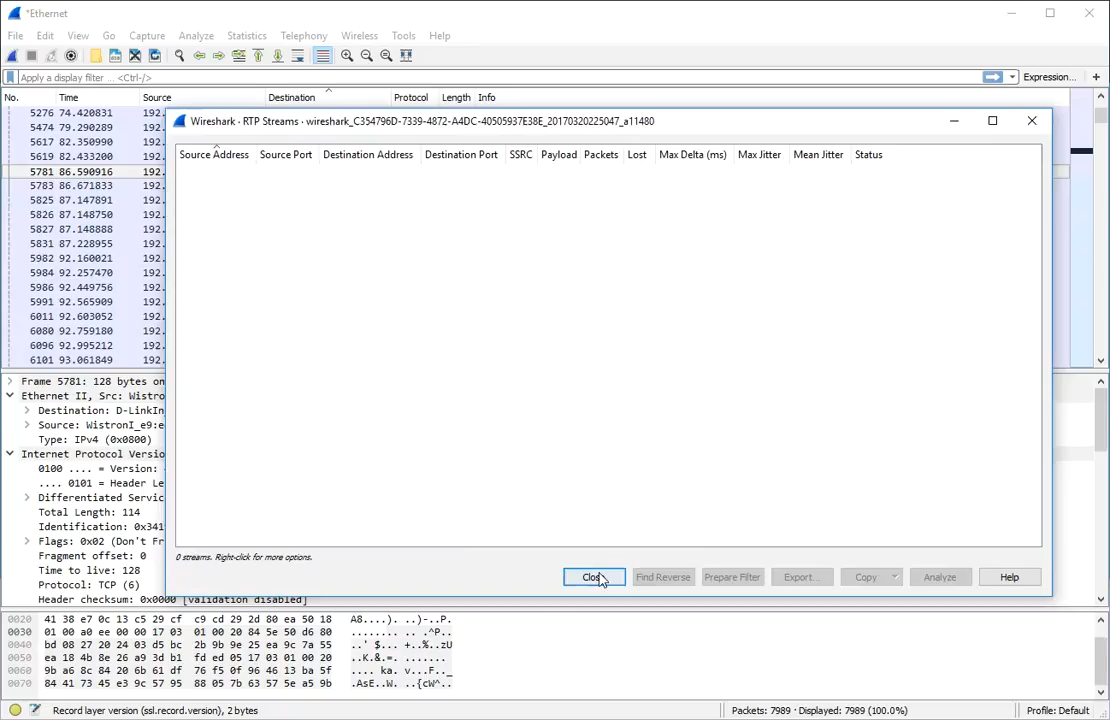 *Ethernet
File Edit View Go Capture Analyze Statistics Telephony Wireless Tools Help
Apply a display filter ... <Ctrl-/>
Expression... +
No. Time Source Destination Protocol Length Info
5276 74.420831 192.
5474 79.290289 192.
5617 82.350990 192.
5619 82.433200 192.
5781 86.590916 192.
5783 86.671833 192.
5825 87.147891 192.
5826 87.148750 192.
5827 87.148888 192.
5831 87.228955 192.
5982 92.160021 192.
5984 92.257470 192.
5986 92.449756 192.
5991 92.565909 192.
6011 92.603052 192.
6080 92.759180 192.
6096 92.995212 192.
6101 93.061849 192.
Wireshark · RTP Streams · wireshark_C354796D-7339-4872-A4DC-40505937E38E_20170320225047_a11480
Source Address Source Port Destination Address Destination Port SSRC Payload Packets Lost Max Delta (ms) Max Jitter Mean Jitter Status
0 streams. Right-click for more options.
Close Find Reverse Prepare Filter Export... Copy Analyze Help
Frame 5781: 128 bytes on
Ethernet II, Src: Wistro
Destination: D-LinkIn
Source: WistronI_e9:e
Type: IPv4 (0x0800)
Internet Protocol Versio
0100 .... = Version:
.... 0101 = Header Le
Differentiated Servic
Total Length: 114
Identification: 0x341
Flags: 0x02 (Don't Fr
Fragment offset: 0
Time to live: 128
Protocol: TCP (6)
Header checksum: 0x0000 [validation disabled]
0020 41 38 e7 0c c5 29 cf c9 cd 29 2d 80 ea 50 18 A8....). ..)-..P.
0030 01 00 a0 ee 00 00 17 03 01 00 20 84 5e 50 d6 80 ........ .. .^P..
0040 bd 08 27 20 24 03 d5 bc 2b 9b 9e 25 ea 9c 7a 55 ..' $... +..%..zU
0050 ea 18 4b 8e 26 a9 3d b1 fd ed 05 17 03 01 00 20 ..K.&.=. .......
0060 9b a6 8c 84 20 6b 61 df 76 f5 0f 96 46 13 ba 5f .... ka. v...F.._
0070 84 41 73 45 e3 9c 57 95 88 05 7b 63 57 5e a5 9b .AsE..W. ..{cW^..
Record layer version (ssl.record.version), 2 bytes
Packets: 7989 · Displayed: 7989 (100.0%)
Profile: Default